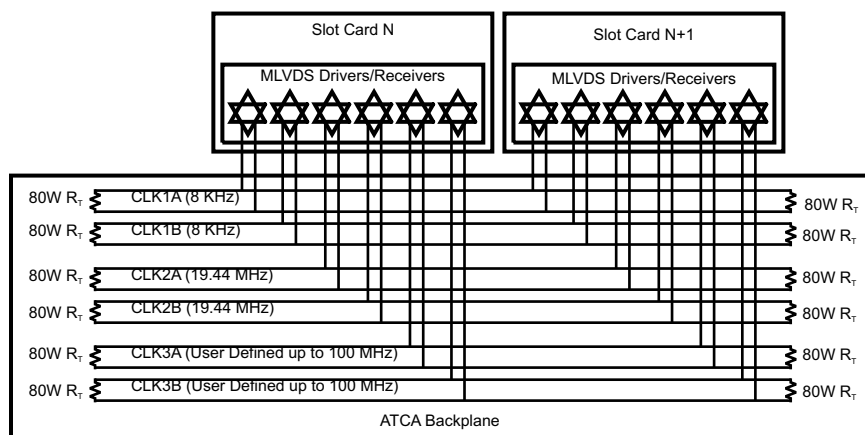 Slot Card N
Slot Card N+1
MLVDS Drivers/Receivers
MLVDS Drivers/Receivers
80W RT
CLK1A (8 KHz)
80W RT
80W RT
CLK1B (8 KHz)
80W RT
80W RT
CLK2A (19.44 MHz)
80W RT
80W RT
CLK2B (19.44 MHz)
80W RT
80W RT
CLK3A (User Defined up to 100 MHz)
80W RT
80W RT
CLK3B (User Defined up to 100 MHz)
80W RT
ATCA Backplane